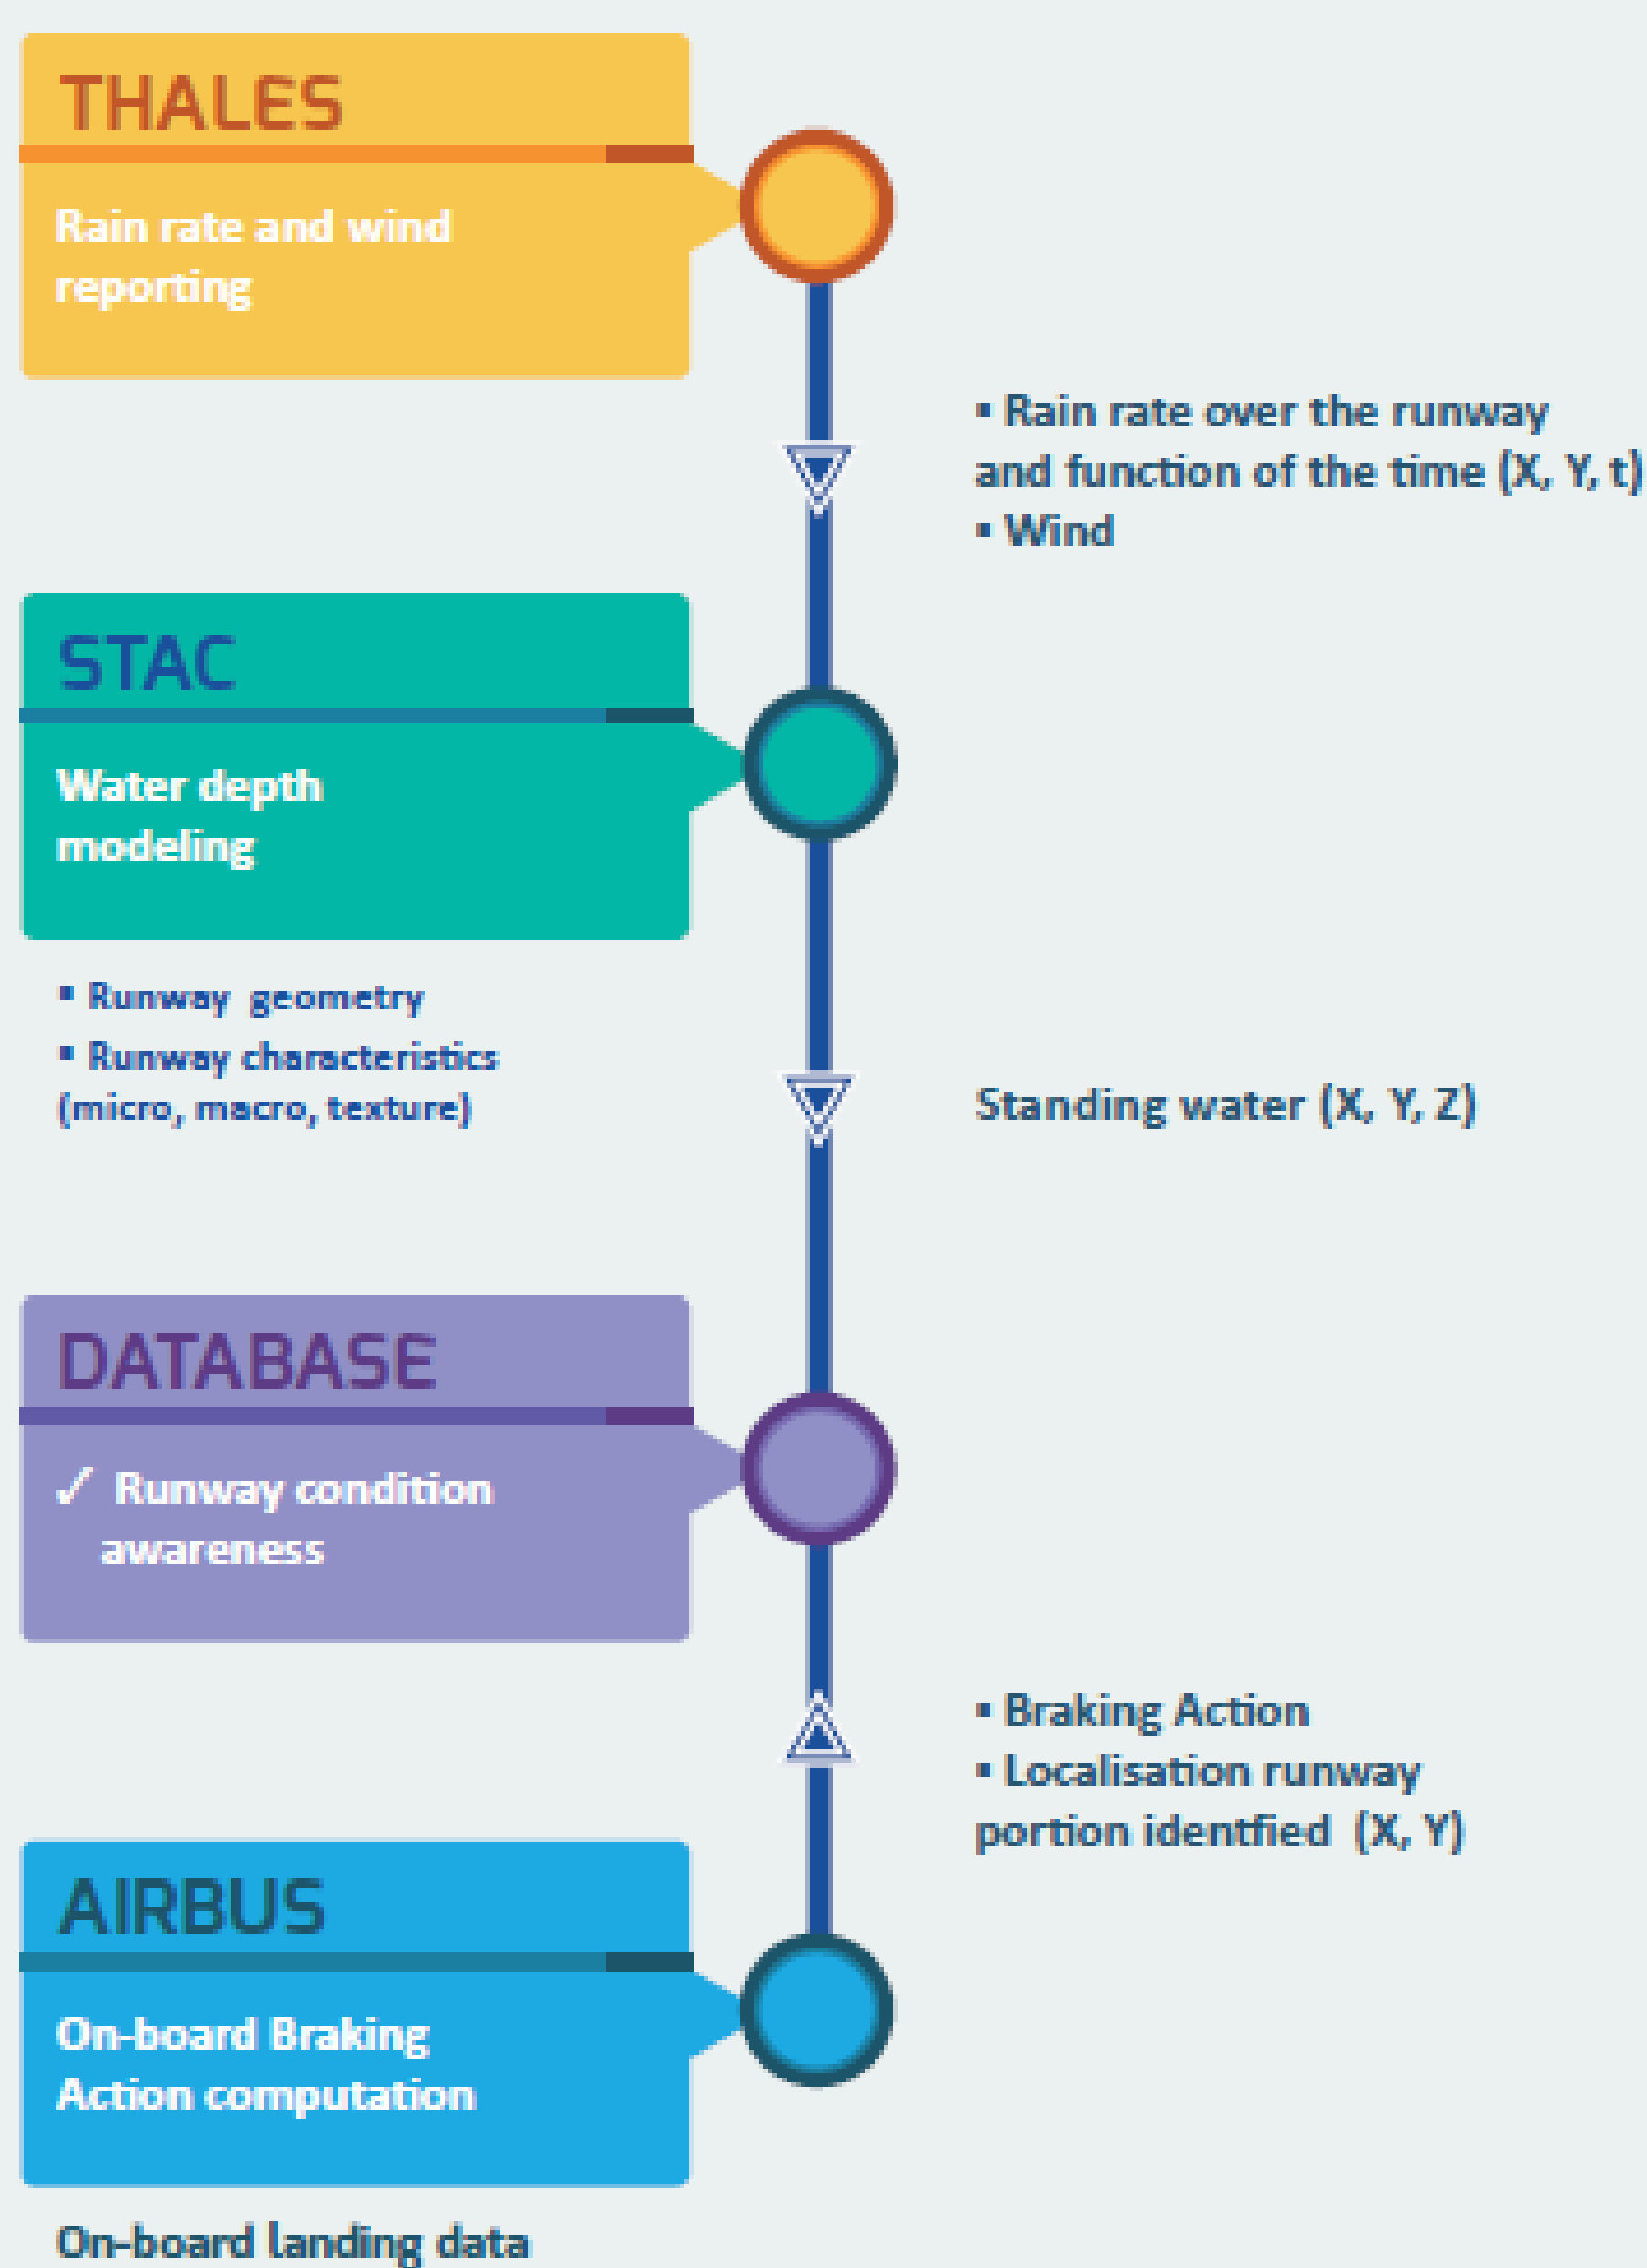 THALES
Rain rate and wind
reporting
▪ Rain rate over the runway
and function of the time (X, Y, t)
▪ Wind
STAC
Water depth
modeling
▪ Runway geometry
▪ Runway characteristics
(micro, macro, texture)
Standing water (X, Y, Z)
DATABASE
✓ Runway condition
awareness
▪ Braking Action
▪ Localisation runway
portion identfied (X, Y)
AIRBUS
On-board Braking
Action computation
On-board landing data